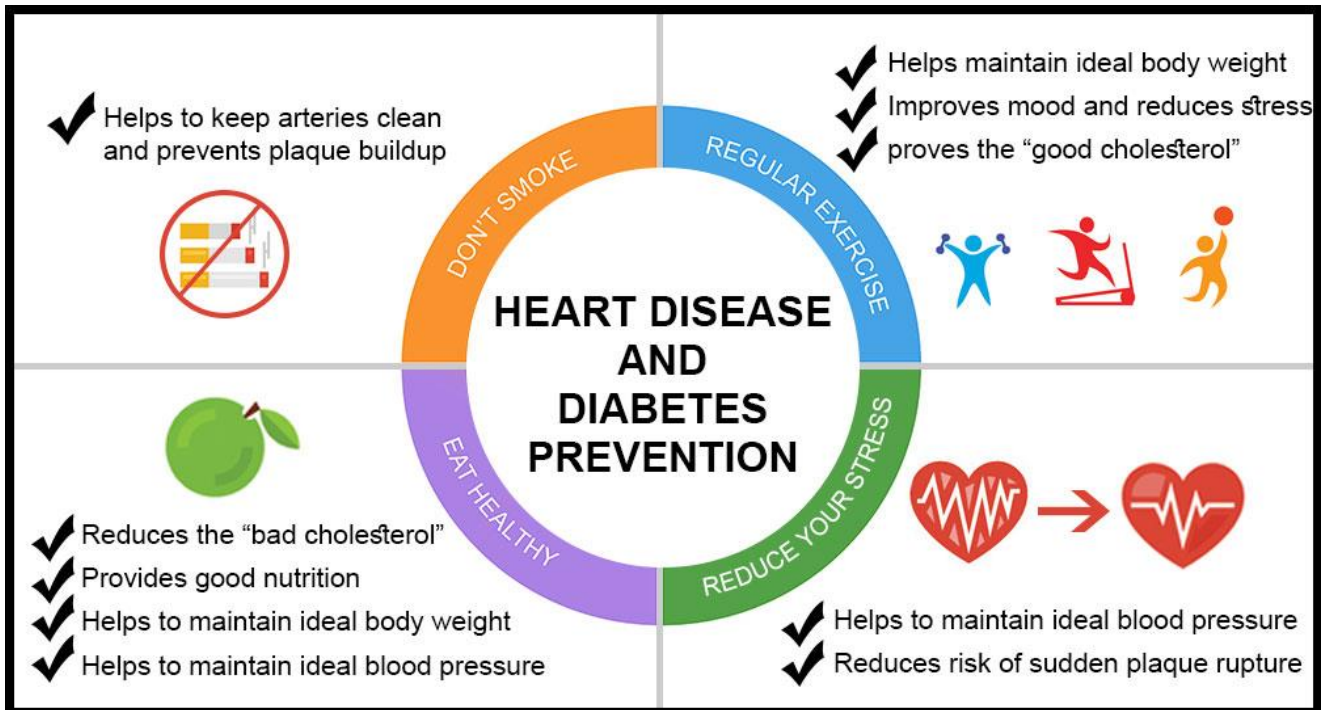 Helps to keep arteries clean
and prevents plaque buildup
DON'T SMOKE
Helps maintain ideal body weight
Improves mood and reduces stress
proves the “good cholesterol”
REGULAR EXERCISE
HEART DISEASE
AND
DIABETES
PREVENTION
EAT HEALTHY
Reduces the “bad cholesterol”
Provides good nutrition
Helps to maintain ideal body weight
Helps to maintain ideal blood pressure
REDUCE YOUR STRESS
Helps to maintain ideal blood pressure
Reduces risk of sudden plaque rupture